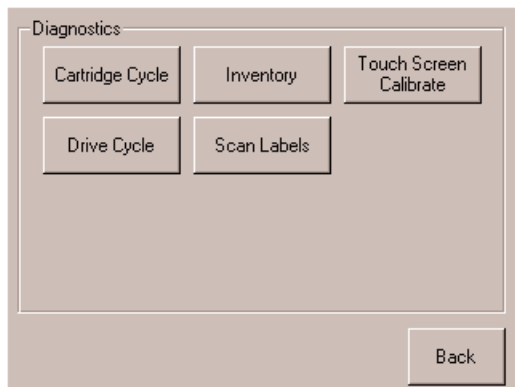 Diagnostics
Cartridge Cycle
Inventory
Touch Screen
Calibrate
Drive Cycle
Scan Labels
Back